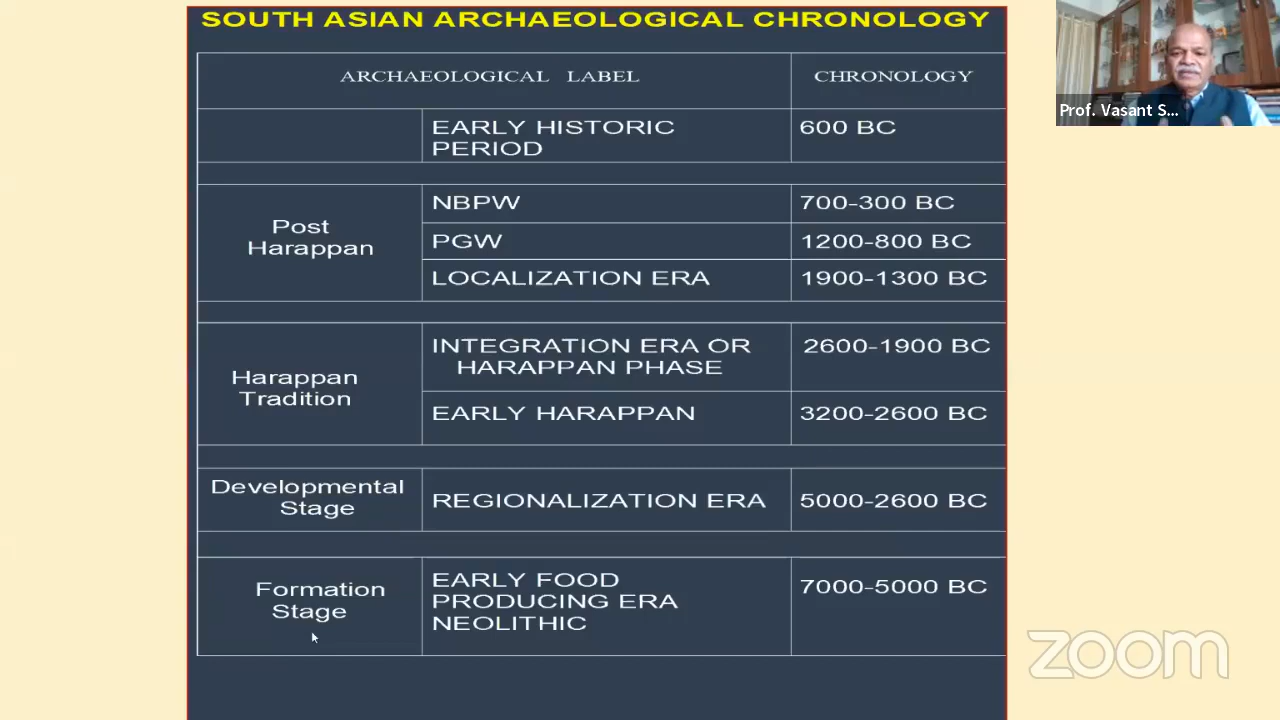 SOUTH ASIAN ARCHAEOLOGICAL CHRONOLOGY
ARCHAEOLOGICAL LABEL
CHRONOLOGY
EARLY HISTORIC
PERIOD
600 BC
Post
Harappan
NBPW
700-300 BC
PGW
1200-800 BC
LOCALIZATION ERA
1900-1300 BC
Harappan
Tradition
INTEGRATION ERA OR
HARAPPAN PHASE
2600-1900 BC
EARLY HARAPPAN
3200-2600 BC
Developmental
Stage
REGIONALIZATION ERA
5000-2600 BC
Formation
Stage
EARLY FOOD
PRODUCING ERA
NEOLITHIC
7000-5000 BC
Prof. Vasant S...
zoom